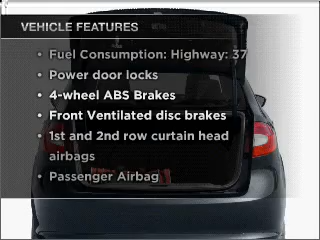 VEHICLE FEATURES
• Fuel Consumption: Highway: 37
• Power door locks
• 4-wheel ABS Brakes
• Front Ventilated disc brakes
• 1st and 2nd row curtain head
airbags
• Passenger Airbag